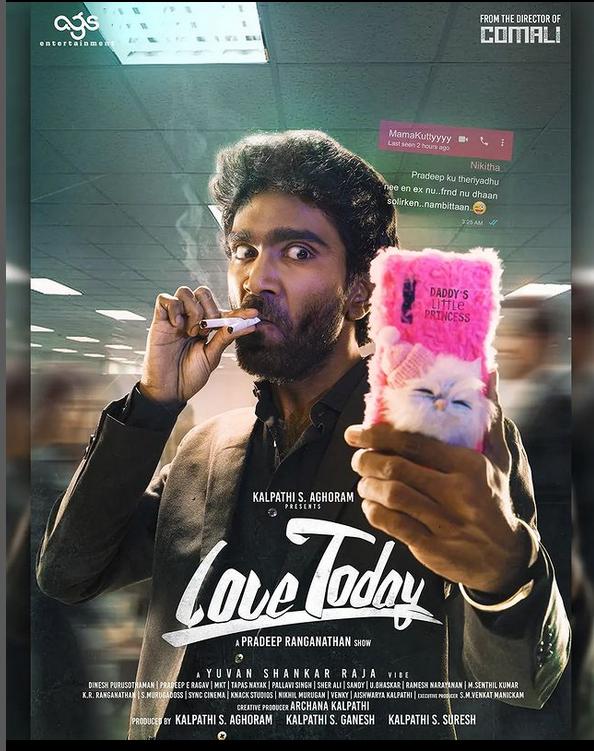 ags
entertainment
FROM THE DIRECTOR OF
COMALI
MamaKuttyyyy
Last seen 2 hours ago
Nikitha
Pradeep ku theriyadhu
nee en ex nu..frnd nu dhaan
solirken..nambittaan..😂
3:25 AM
DADDY'S
LITTLE
PRINCESS
KALPATHI S. AGHORAM
PRESENTS
Love Today
A PRADEEP RANGANATHAN SHOW
A YUVAN SHANKAR RAJA VIBE
DINESH PURUSOTHAMAN | PRADEEP E RAGAV | MKT | TAPAS NAYAK | PALLAVI SINGH | SHER ALI | SANDY | U.BHASKAR | RAMESH NARAYANAN | M.SENTHIL KUMAR
K.R. RANGANATHAN | S.MURUGADOSS | SYNC CINEMA | KNACK STUDIOS | NIKHIL MURUGAN | VENKY | AISHWARYA KALPATHI | EXECUTIVE PRODUCER S.M.VENKAT MANICKAM
CREATIVE PRODUCER ARCHANA KALPATHI
PRODUCED BY KALPATHI S. AGHORAM KALPATHI S. GANESH KALPATHI S. SURESH